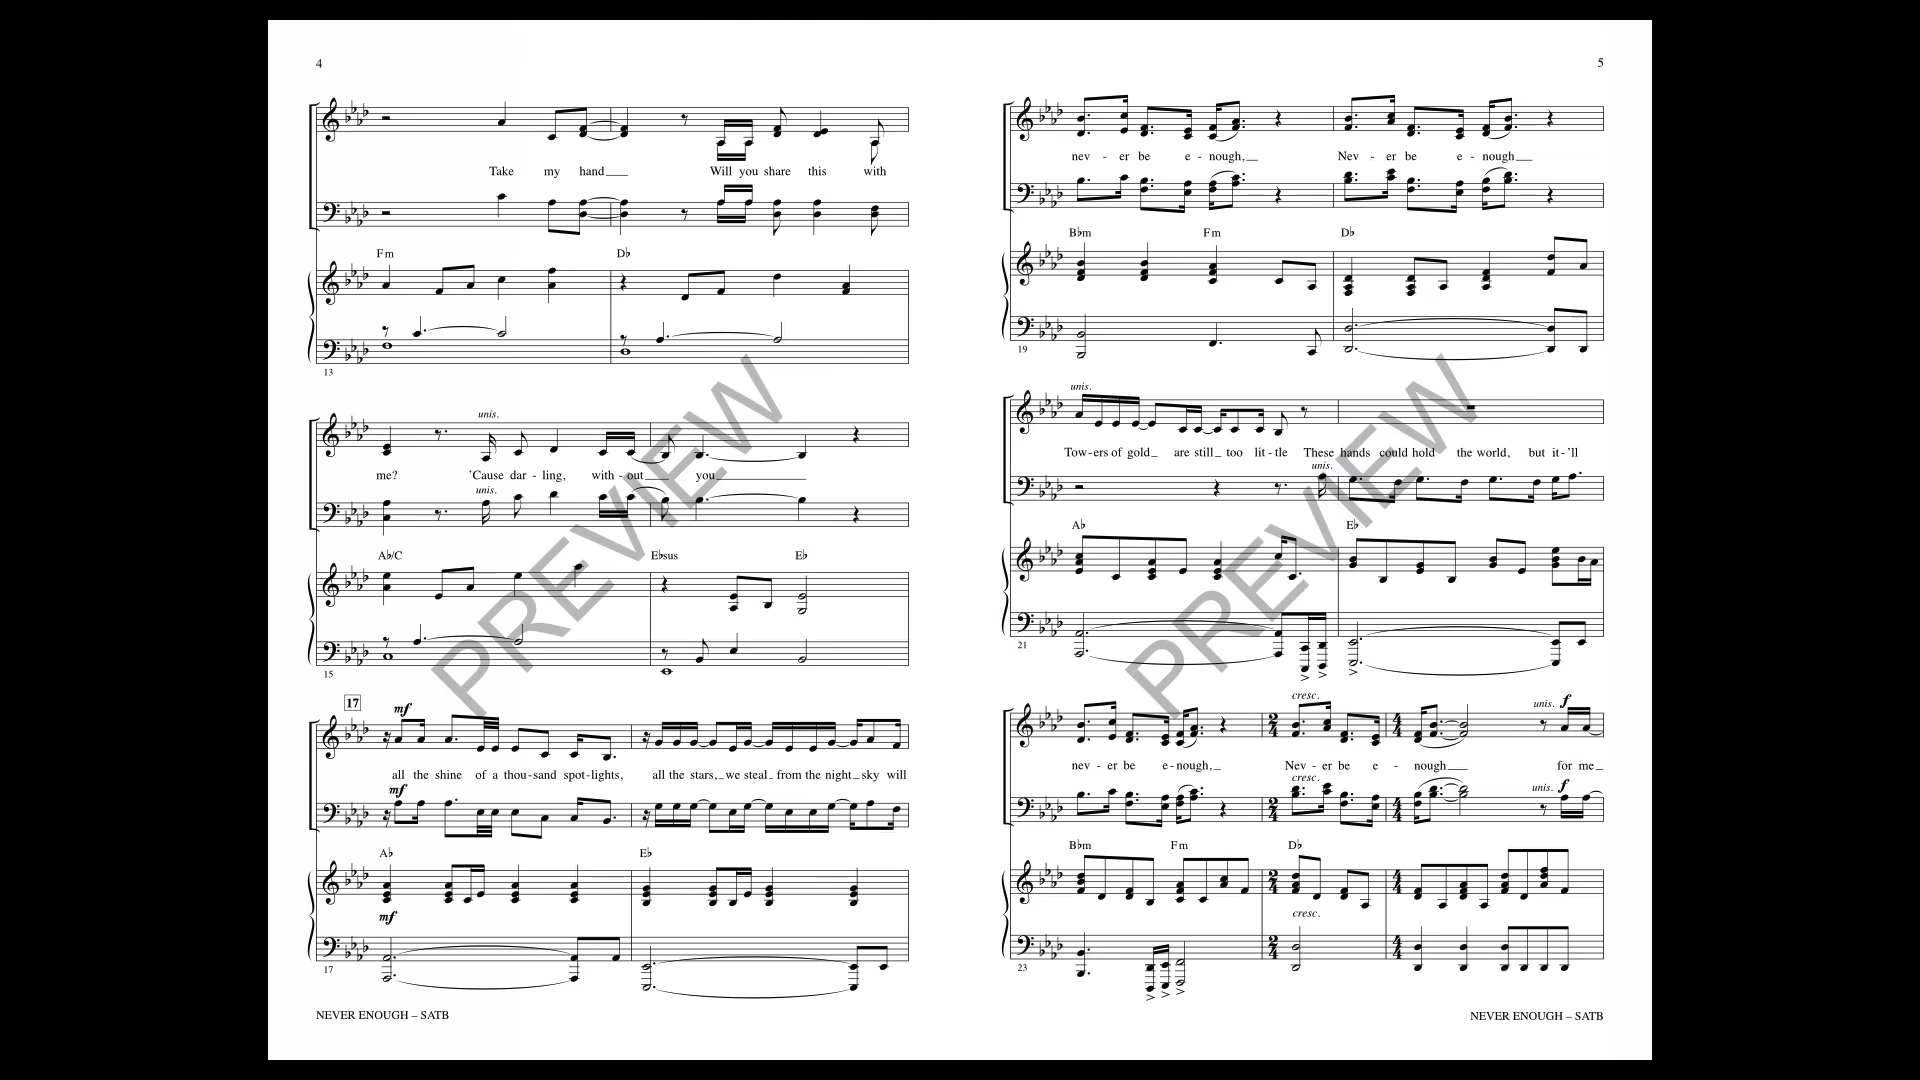 4
Take my hand
Will you share this with
Fm D♭
13
unis.
me? 'Cause dar - ling, with - out you
unis.
A♭/C E♭sus E♭
15
17
mf
all the shine of a thou - sand spot - lights, all the stars, we steal from the night sky will
mf
A♭ E♭
mf
17
NEVER ENOUGH – SATB
5
nev - er be e - nough, Nev - er be e - nough
B♭m Fm D♭
19
unis.
Tow - ers of gold are still too lit - tle These hands could hold the world, but it - 'll
unis.
A♭ E♭
21
cresc. unis. f
nev - er be e - nough, Nev - er be e - nough for me
cresc. unis. f
B♭m Fm D♭
2 4 4 4
cresc.
23
NEVER ENOUGH – SATB
PREVIEW
PREVIEW